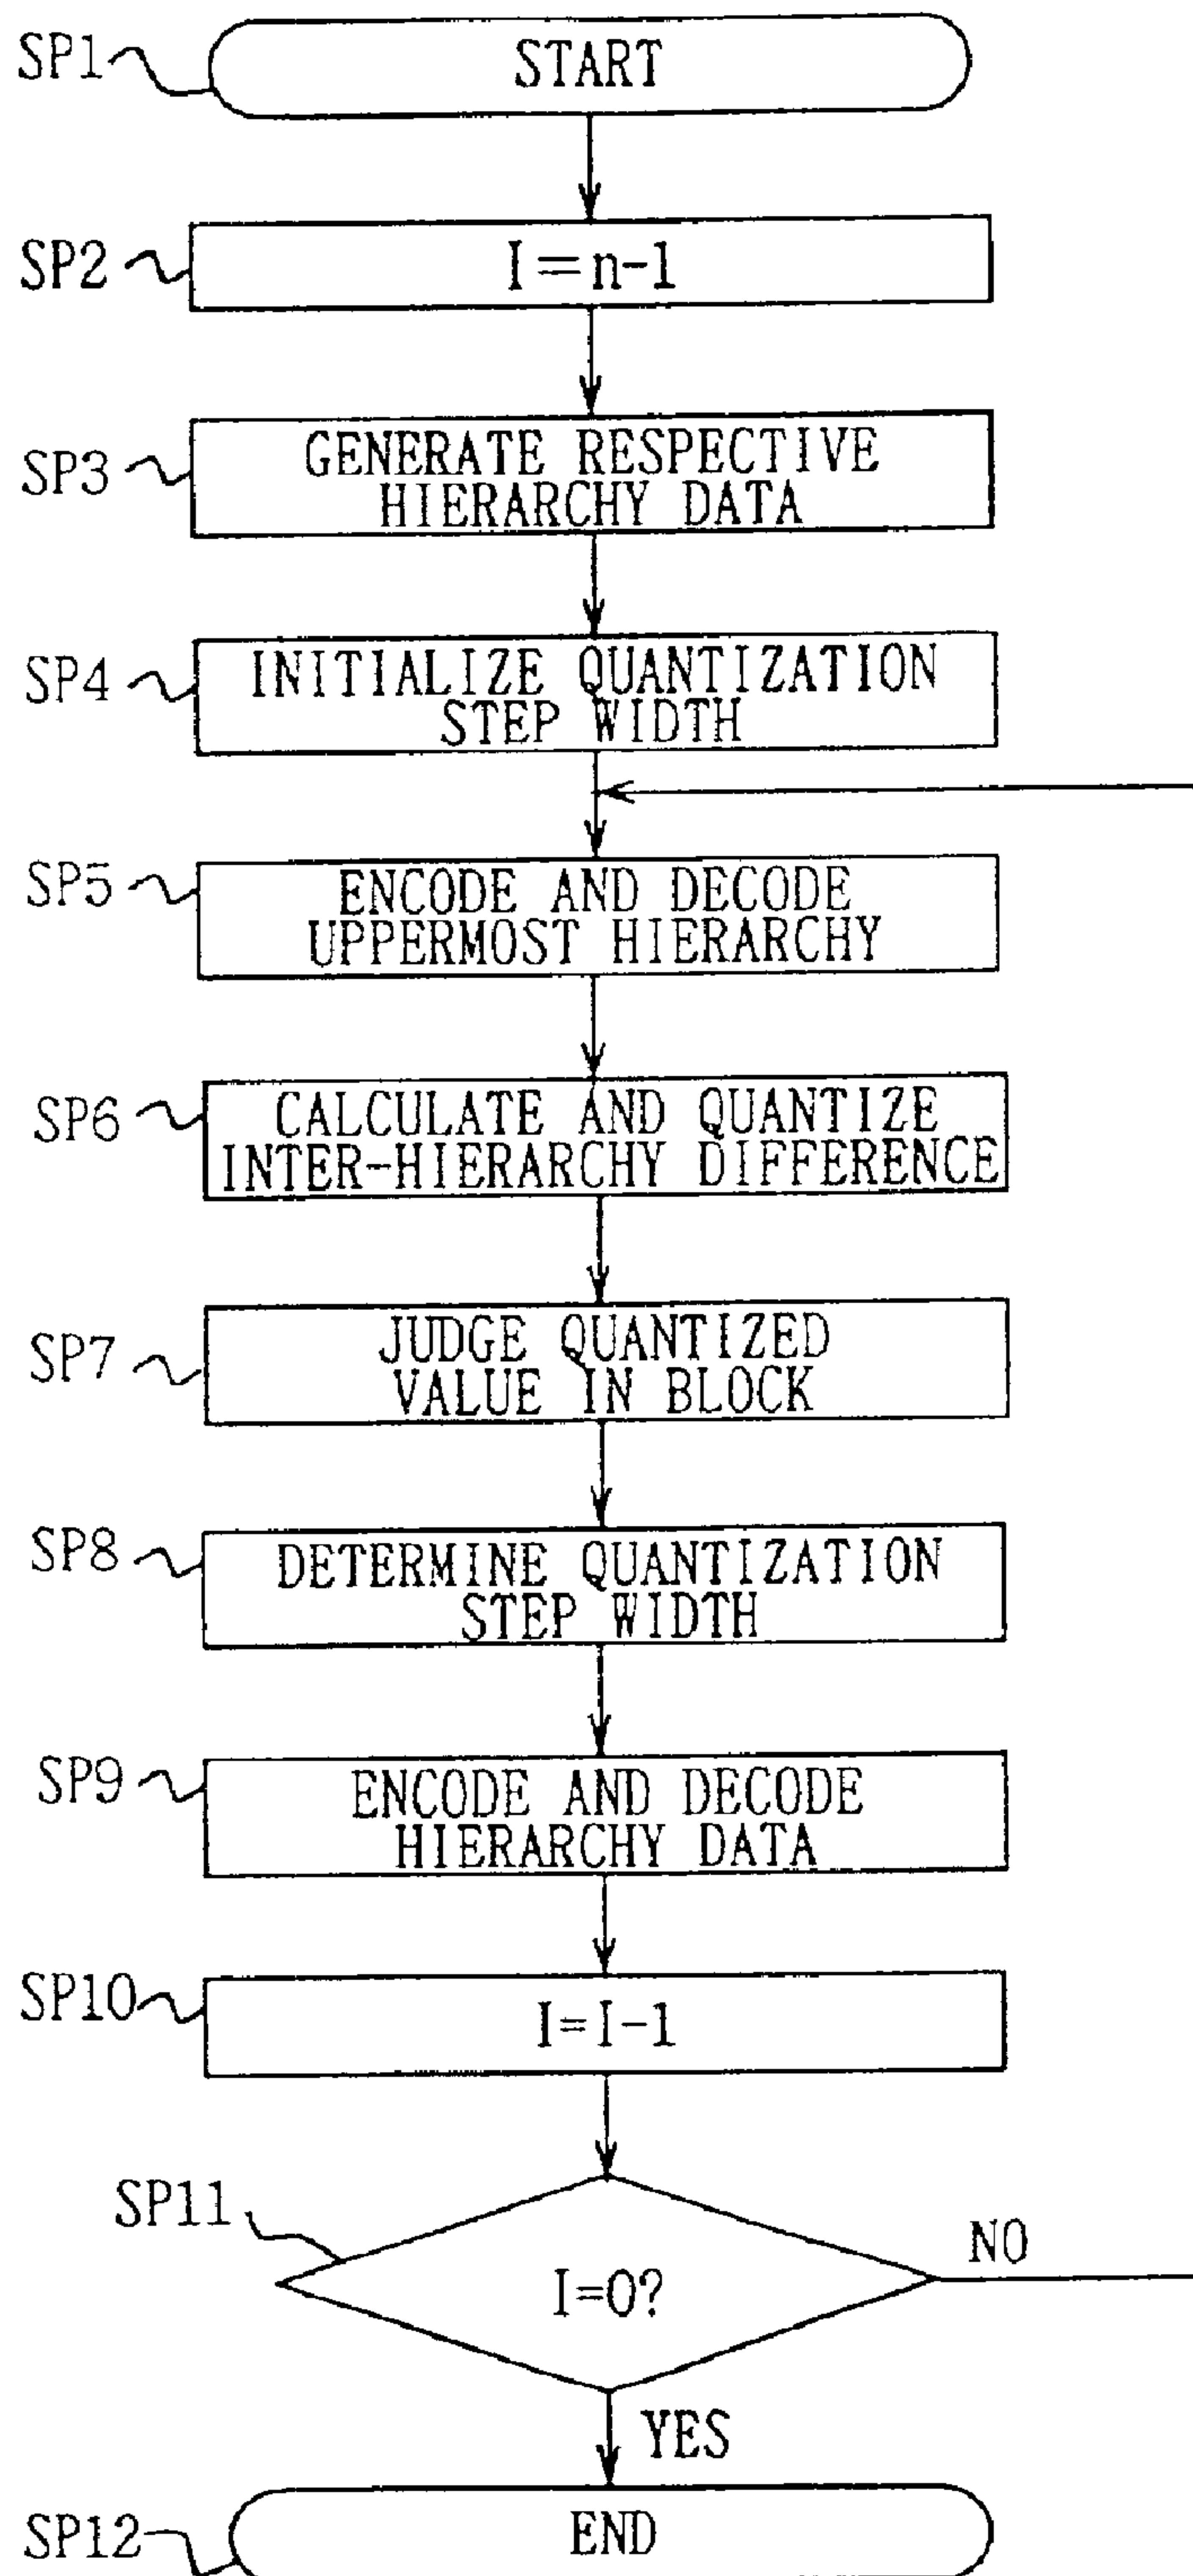 SP1
START
SP2
I=n-1
SP3
GENERATE RESPECTIVE
HIERARCHY DATA
SP4
INITIALIZE QUANTIZATION
STEP WIDTH
SP5
ENCODE AND DECODE
UPPERMOST HIERARCHY
SP6
CALCULATE AND QUANTIZE
INTER-HIERARCHY DIFFERENCE
SP7
JUDGE QUANTIZED
VALUE IN BLOCK
SP8
DETERMINE QUANTIZATION
STEP WIDTH
SP9
ENCODE AND DECODE
HIERARCHY DATA
SP10
I=I-1
SP11
I=0?
NO
YES
SP12
END